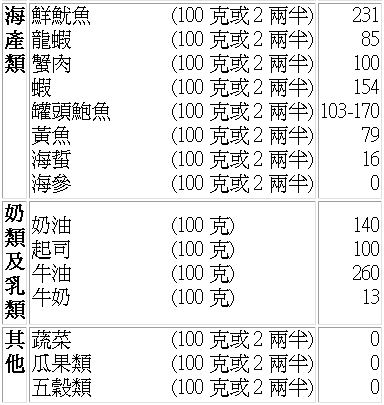 海產類
鮮魷魚 (100 克或 2 兩半) 231
龍蝦 (100 克或 2 兩半) 85
蟹肉 (100 克或 2 兩半) 100
蝦 (100 克或 2 兩半) 154
罐頭鮑魚 (100 克或 2 兩半) 103-170
黃魚 (100 克或 2 兩半) 79
海蜇 (100 克或 2 兩半) 16
海參 (100 克或 2 兩半) 0
奶類及乳類
奶油 (100 克) 140
起司 (100 克) 100
牛油 (100 克) 260
牛奶 (100 克) 13
其他
蔬菜 (100 克或 2 兩半) 0
瓜果類 (100 克或 2 兩半) 0
五穀類 (100 克或 2 兩半) 0